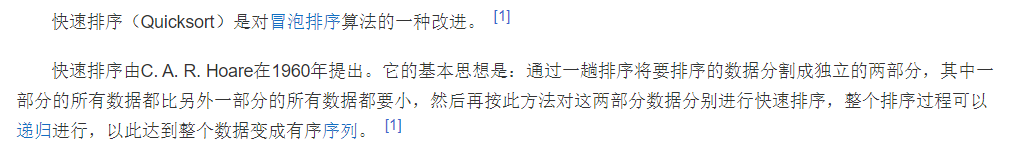 快速排序（Quicksort）是对冒泡排序算法的一种改进。 [1]
快速排序由C. A. R. Hoare在1960年提出。它的基本思想是：通过一趟排序将要排序的数据分割成独立的两部分，其中一
部分的所有数据都比另外一部分的所有数据都要小，然后再按此方法对这两部分数据分别进行快速排序，整个排序过程可以
递归进行，以此达到整个数据变成有序序列。 [1]